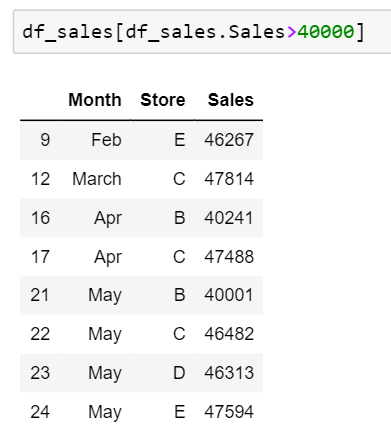 df_sales[df_sales.Sales>40000]
Month Store Sales
9 Feb E 46267
12 March C 47814
16 Apr B 40241
17 Apr C 47488
21 May B 40001
22 May C 46482
23 May D 46313
24 May E 47594